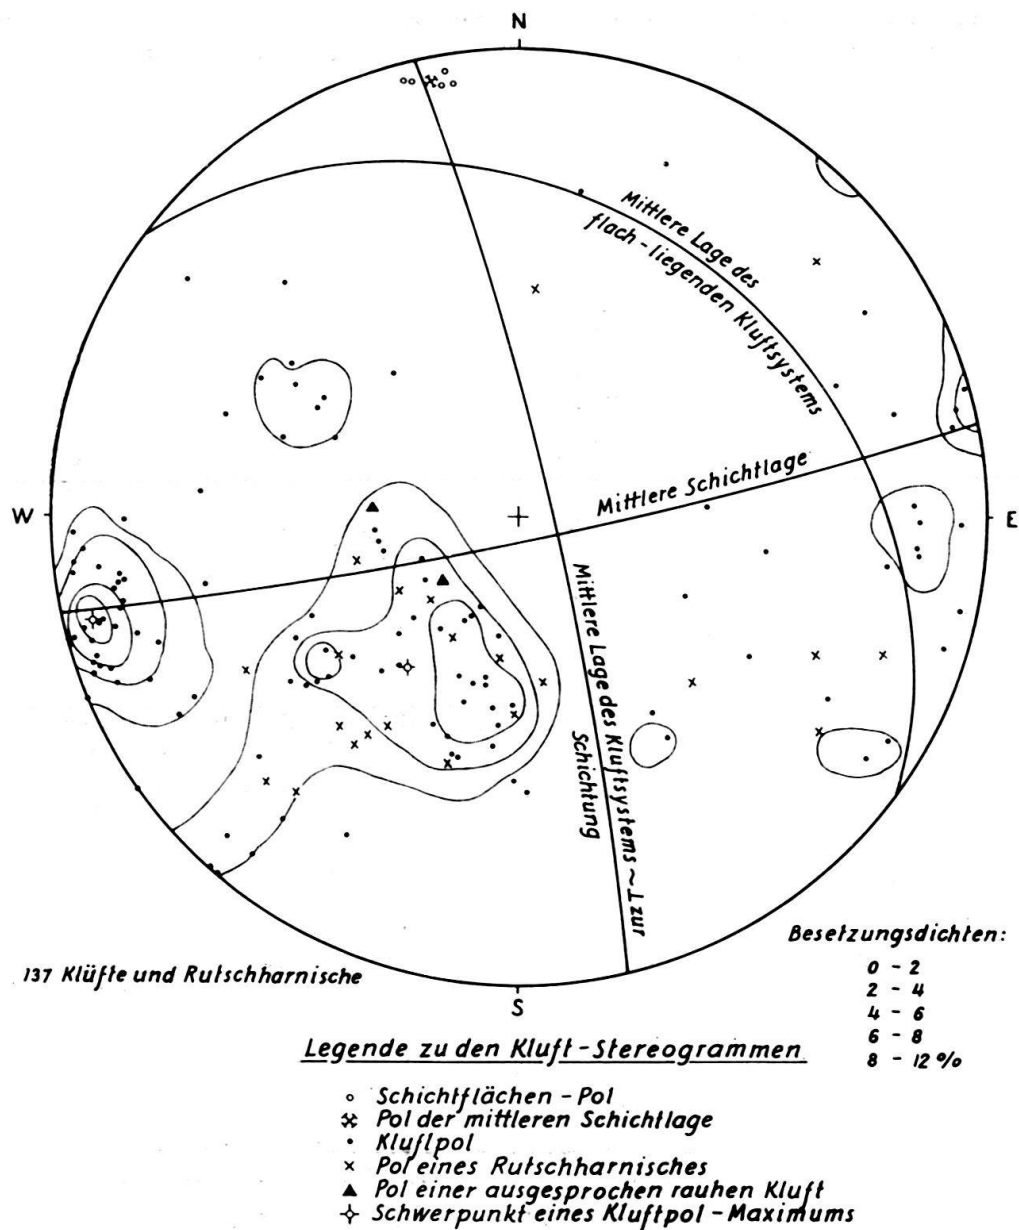 N
Mittlere Lage des
flach-liegenden Kluftsystems
Mittlere Schichtlage
W
E
Mittlere Lage des Kluftsystems ~⊥ zur
Schichtung
S
Besetzungsdichten:
0 - 2
2 - 4
4 - 6
6 - 8
8 - 12 %
137 Klüfte und Rutschharnische
Legende zu den Kluft-Stereogrammen
Schichtflächen-Pol
Pol der mittleren Schichtlage
Kluftpol
Pol eines Rutschharnisches
Pol einer ausgesprochen rauhen Kluft
Schwerpunkt eines Kluftpol-Maximums